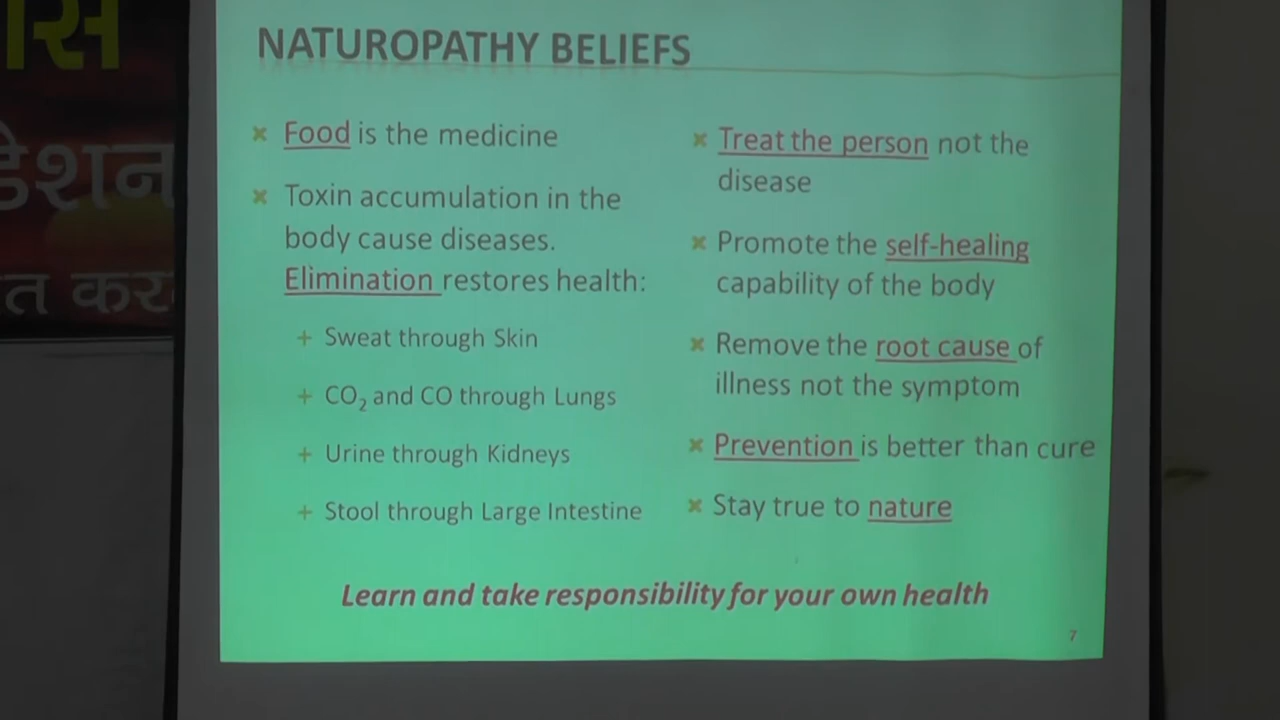 NATUROPATHY BELIEFS
Food is the medicine
Toxin accumulation in the
body cause diseases.
Elimination restores health:
+ Sweat through Skin
+ CO₂ and CO through Lungs
+ Urine through Kidneys
+ Stool through Large Intestine
Treat the person not the
disease
Promote the self-healing
capability of the body
Remove the root cause of
illness not the symptom
Prevention is better than cure
Stay true to nature
Learn and take responsibility for your own health
7